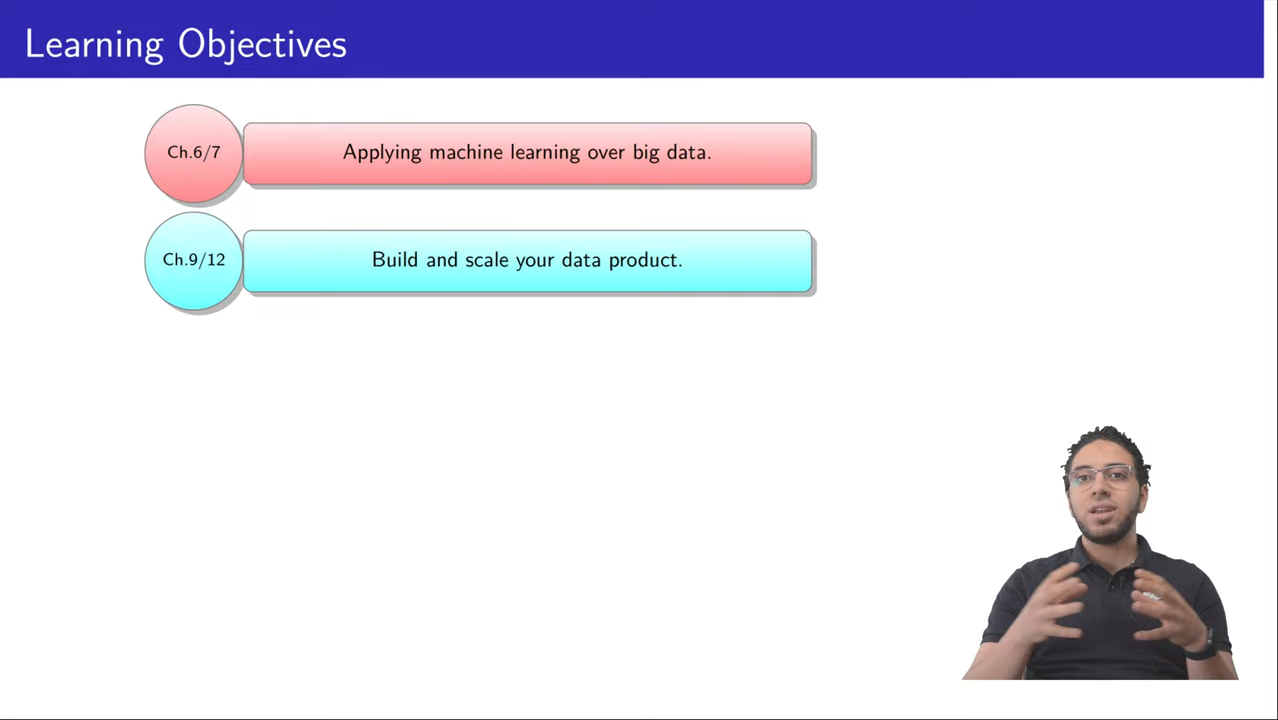 Learning Objectives
Ch.6/7
Applying machine learning over big data.
Ch.9/12
Build and scale your data product.